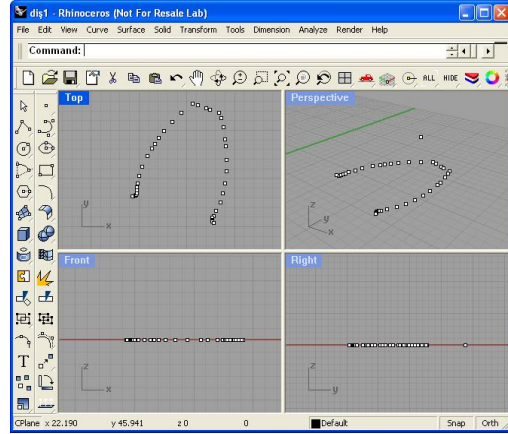 diş1 - Rhinoceros (Not For Resale Lab)
File Edit View Curve Surface Solid Transform Tools Dimension Analyze Render Help
Command:
ALL HIDE
Top
Perspective
y
x
z
y
x
Front
Right
z
x
z
y
T
CPlane x 22.190 y 45.941 z 0 0 Default Snap Orth